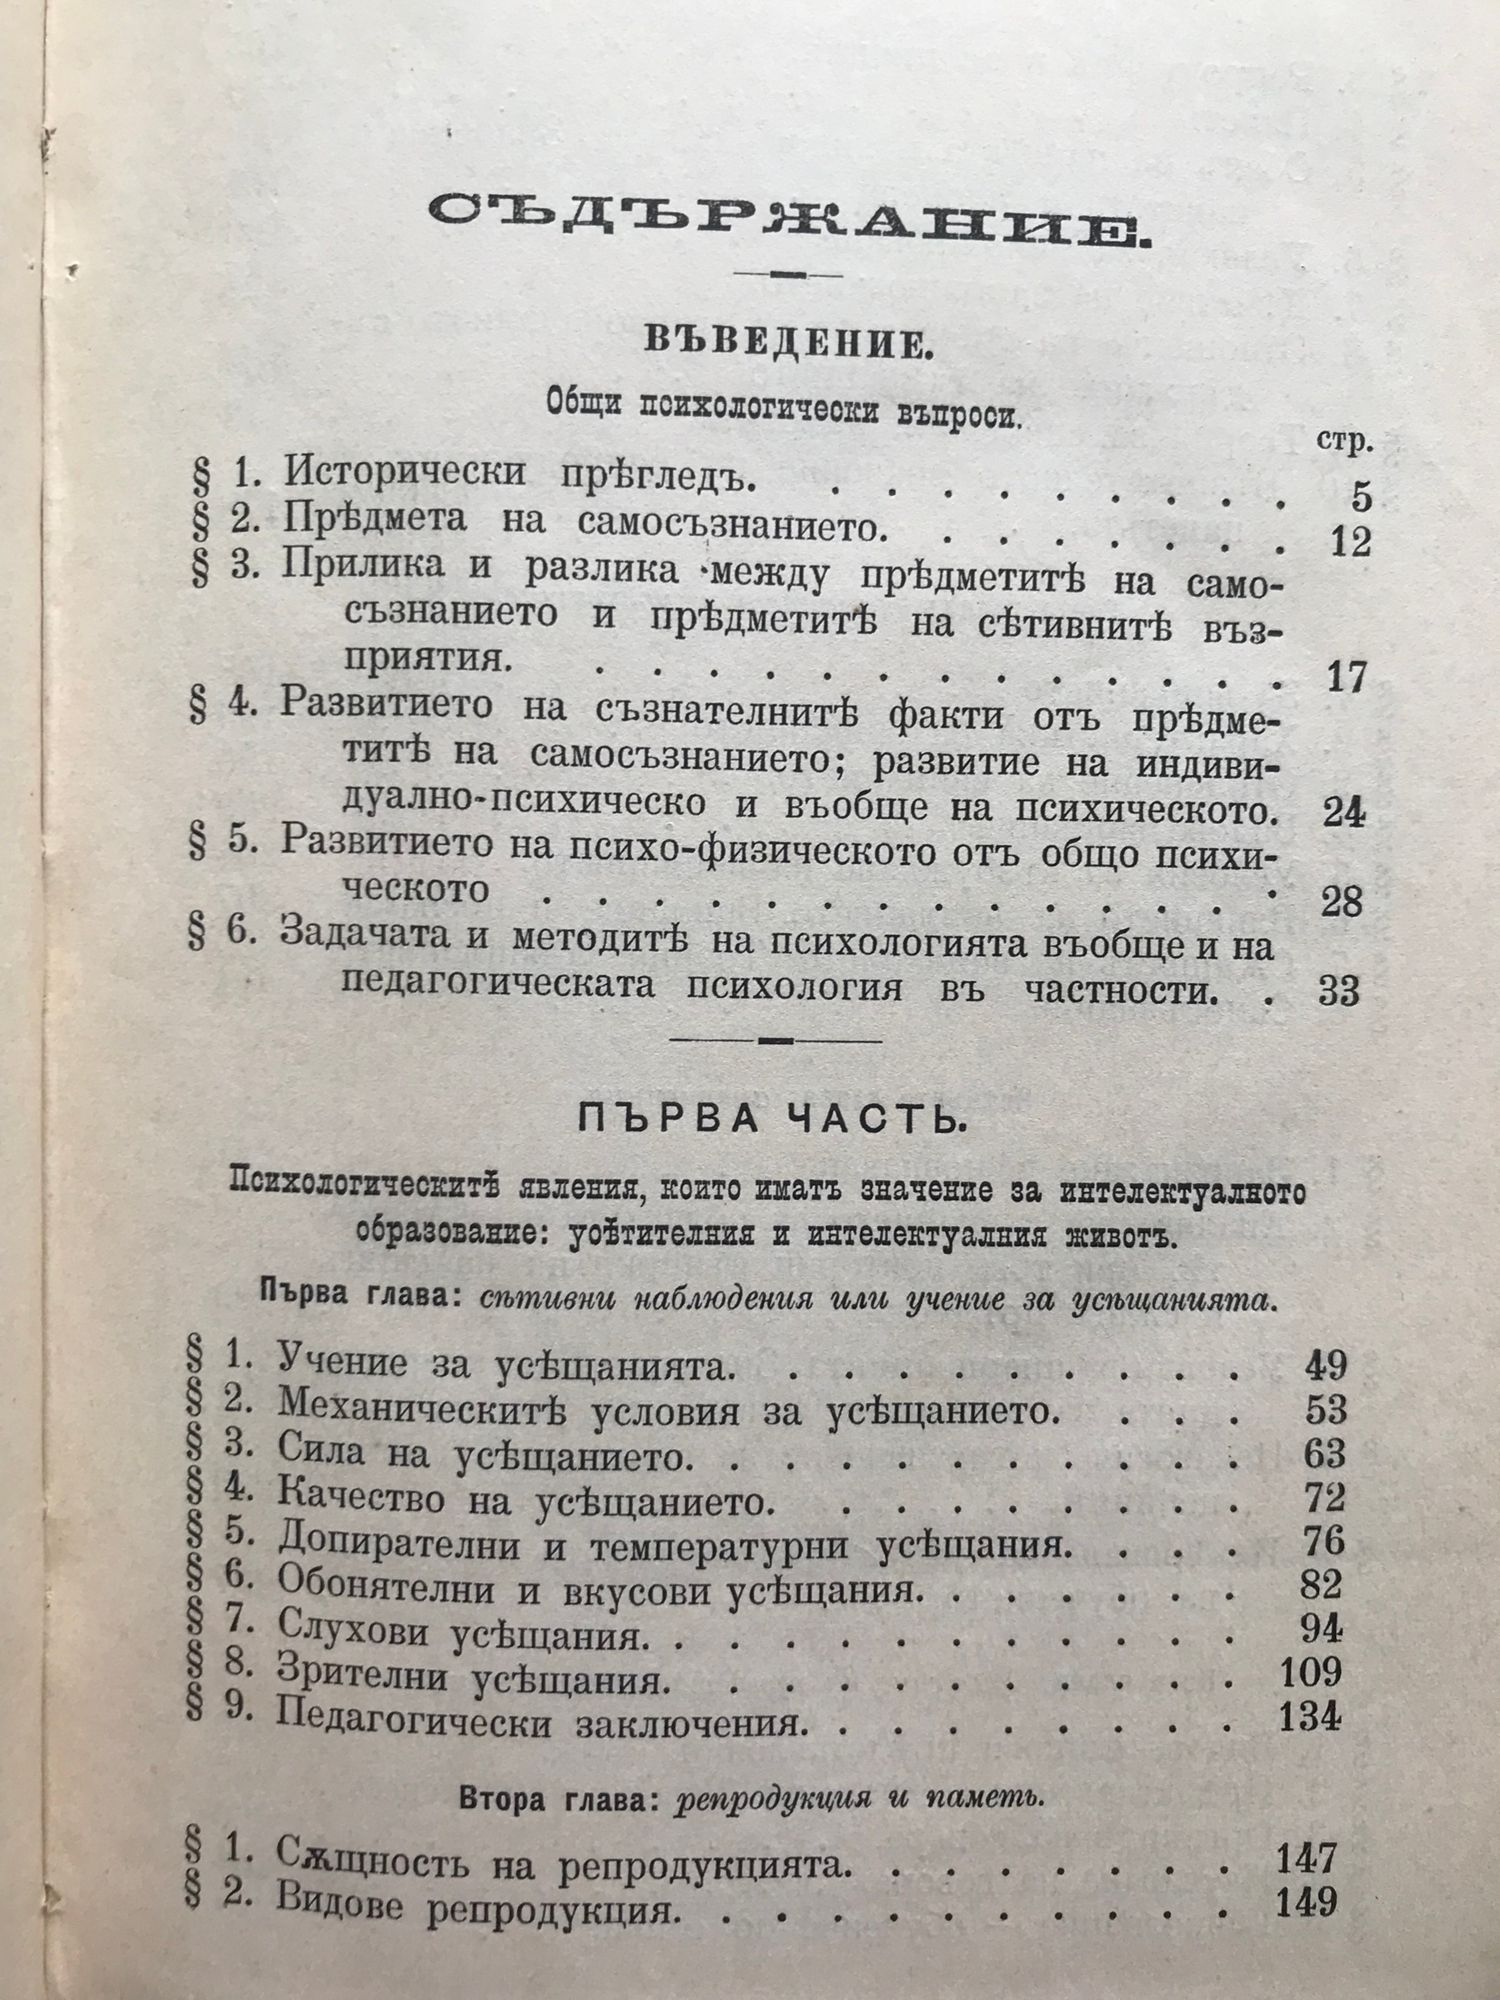 СЪДЪРЖАНИЕ.
ВЪВЕДЕНИЕ.
Общи психологически въпроси.
стр.
§ 1. Исторически прѣгледъ. . . . . . . . . . 5
§ 2. Прѣдмета на самосъзнанието. . . . . . . . 12
§ 3. Прилика и разлика между прѣдметитѣ на само-
съзнанието и прѣдметитѣ на сѣтивнитѣ въз-
приятия. . . . . . . . . . . . . . 17
§ 4. Развитието на съзнателнитѣ факти отъ прѣдме-
титѣ на самосъзнанието; развитие на индиви-
дуално-психическо и въобще на психическото. 24
§ 5. Развитието на психо-физическото отъ общо психи-
ческото . . . . . . . . . . . . . . 28
§ 6. Задачата и методитѣ на психологията въобще и на
педагогическата психология въ частности. . 33
ПЪРВА ЧАСТЬ.
Психологическитѣ явления, които иматъ значение за интелектуалното
образование: усѣтителния и интелектуалния животъ.
Първа глава: сѣтивни наблюдения или учение за усѣщанията.
§ 1. Учение за усѣщанията. . . . . . . . . . 49
§ 2. Механическитѣ условия за усѣщанието. . . . 53
§ 3. Сила на усѣщанието. . . . . . . . . . . 63
§ 4. Качество на усѣщанието. . . . . . . . . 72
§ 5. Допирателни и температурни усѣщания. . . . 76
§ 6. Обонятелни и вкусови усѣщания. . . . . . . 82
§ 7. Слухови усѣщания. . . . . . . . . . . . 94
§ 8. Зрителни усѣщания. . . . . . . . . . . 109
§ 9. Педагогически заключения. . . . . . . . . 134
Втора глава: репродукция и паметь.
§ 1. Сѫщность на репродукцията. . . . . . . . 147
§ 2. Видове репродукция. . . . . . . . . . . 149